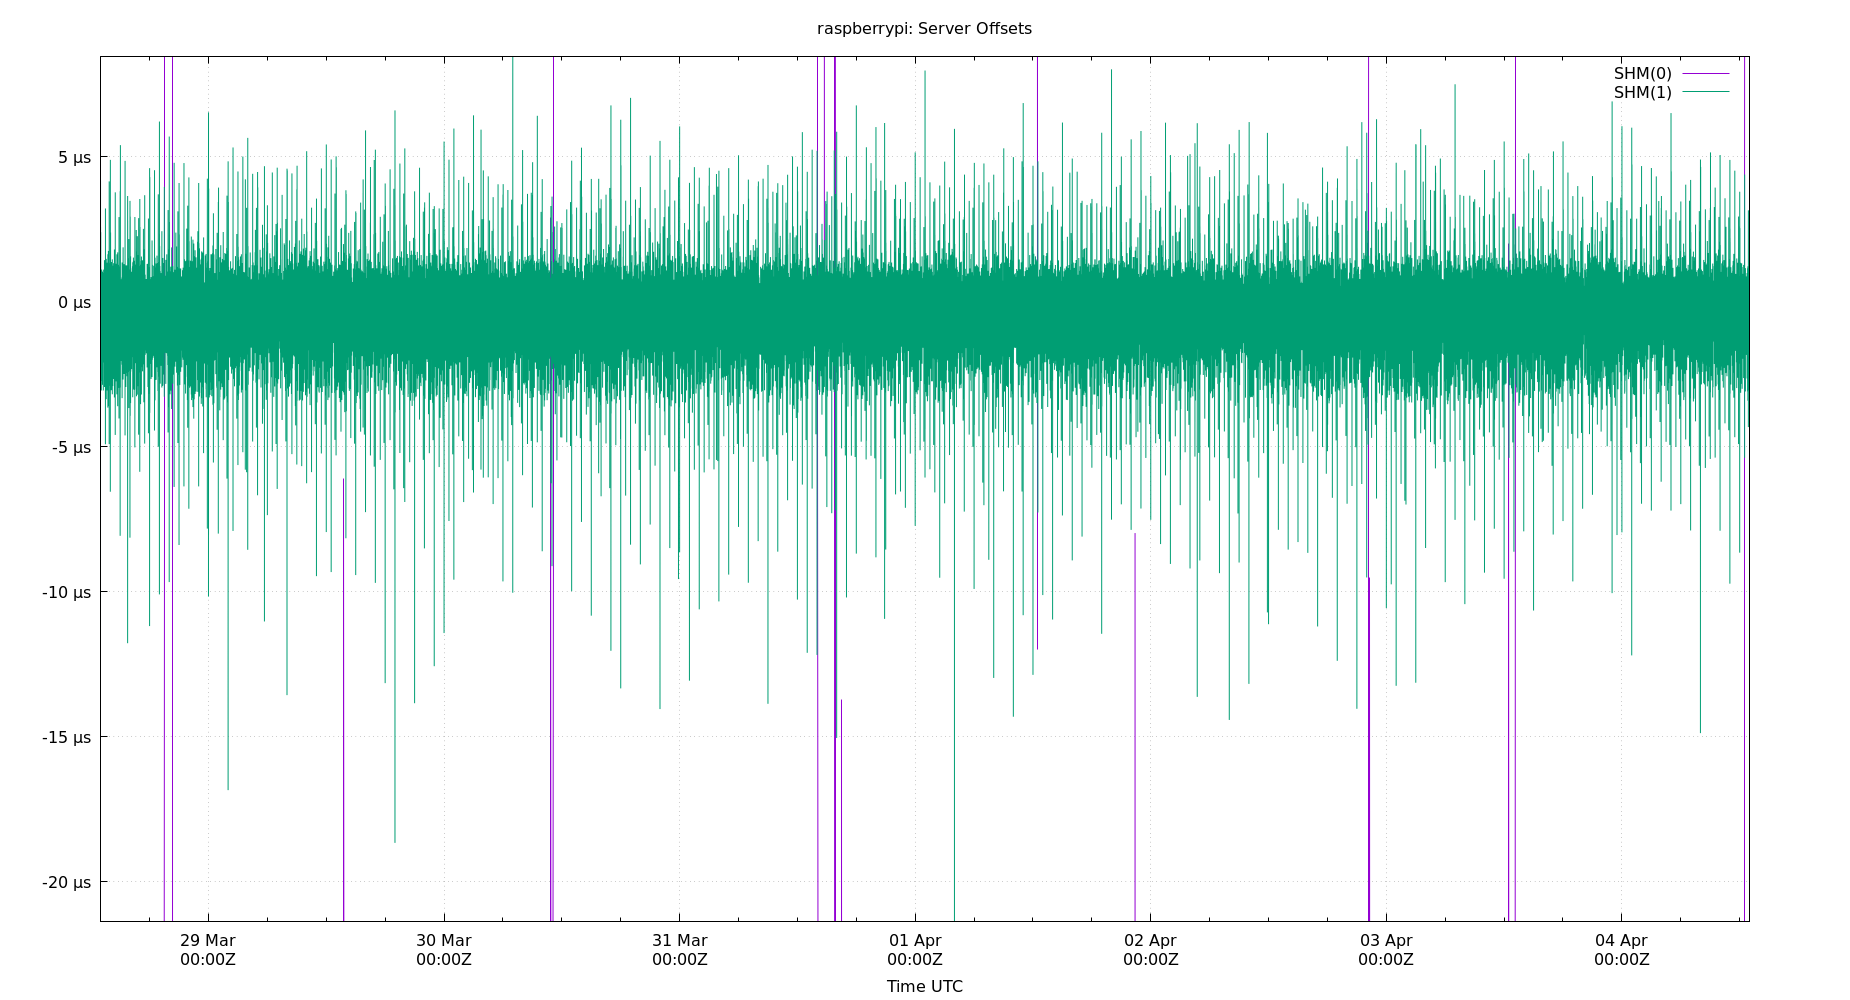 raspberrypi: Server Offsets
SHM(0)
SHM(1)
5 µs
0 µs
-5 µs
-10 µs
-15 µs
-20 µs
29 Mar 30 Mar 31 Mar 01 Apr 02 Apr 03 Apr 04 Apr
00:00Z 00:00Z 00:00Z 00:00Z 00:00Z 00:00Z 00:00Z
Time UTC